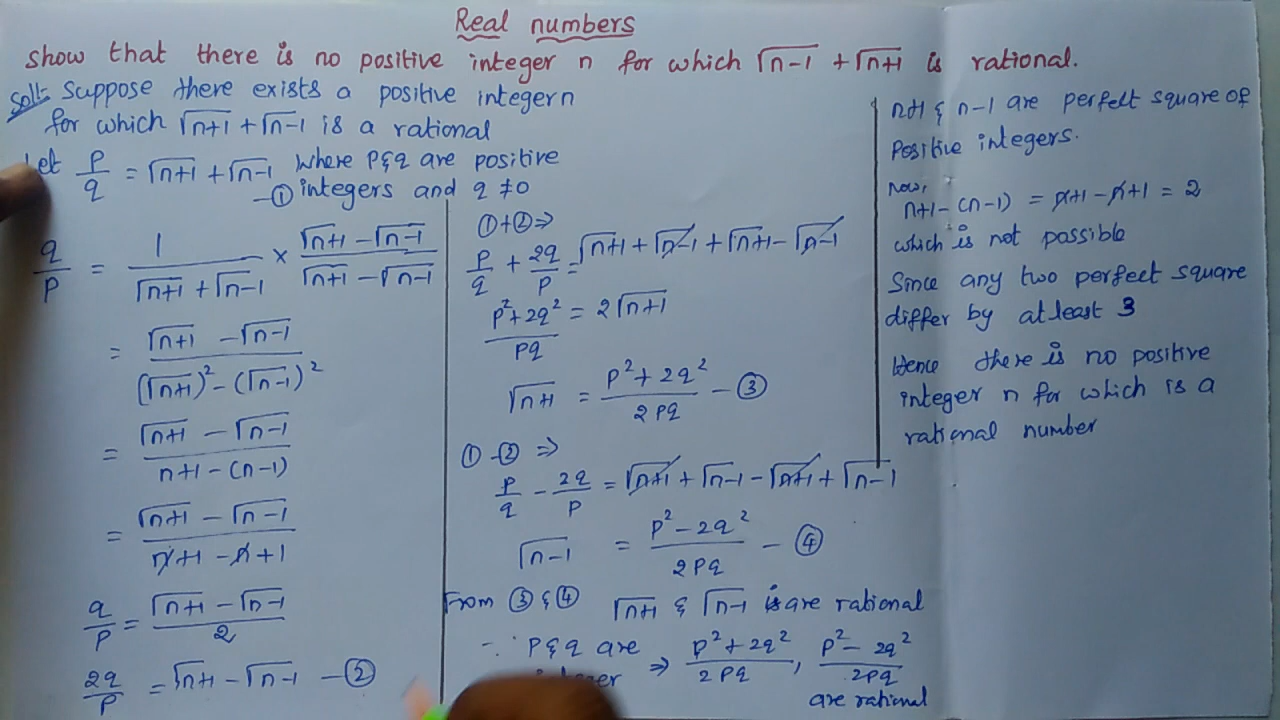 Real numbers
show that there is no positive integer n for which √n-1 + √n+1 is rational.
Soln:- Suppose there exists a positive integer n
for which √n+1 + √n-1 is a rational
Let p/q = √n+1 + √n-1 where p&q are positive
-① integers and q ≠0
q/p = 1/(√n+1 + √n-1) × (√n+1 - √n-1)/(√n+1 - √n-1)
= (√n+1 - √n-1)/((√n+1)² - (√n-1)²)
= (√n+1 - √n-1)/(n+1 - (n-1))
= (√n+1 - √n-1)/(n+1 - n+1)
q/p = (√n+1 - √n-1)/2
2q/p = √n+1 - √n-1 - ②
①+② ⇒
p/q + 2q/p = √n+1 + √n-1 + √n+1 - √n-1
(p²+2q²)/pq = 2√n+1
√n+1 = (p²+2q²)/2pq - ③
① - ② ⇒
p/q - 2q/p = √n+1 + √n-1 - √n+1 + √n-1
√n-1 = (p²-2q²)/2pq - ④
From ③ & ④ √n+1 & √n-1 is are rational
∵ p&q are ⇒ (p²+2q²)/2pq, (p²-2q²)/2pq
are rational
n+1 & n-1 are perfect square of
Positive integers.
Now,
n+1-(n-1) = n+1-n+1 = 2
which is not possible
Since any two perfect square
differ by at least 3
Hence there is no positive
integer n for which is a
rational number